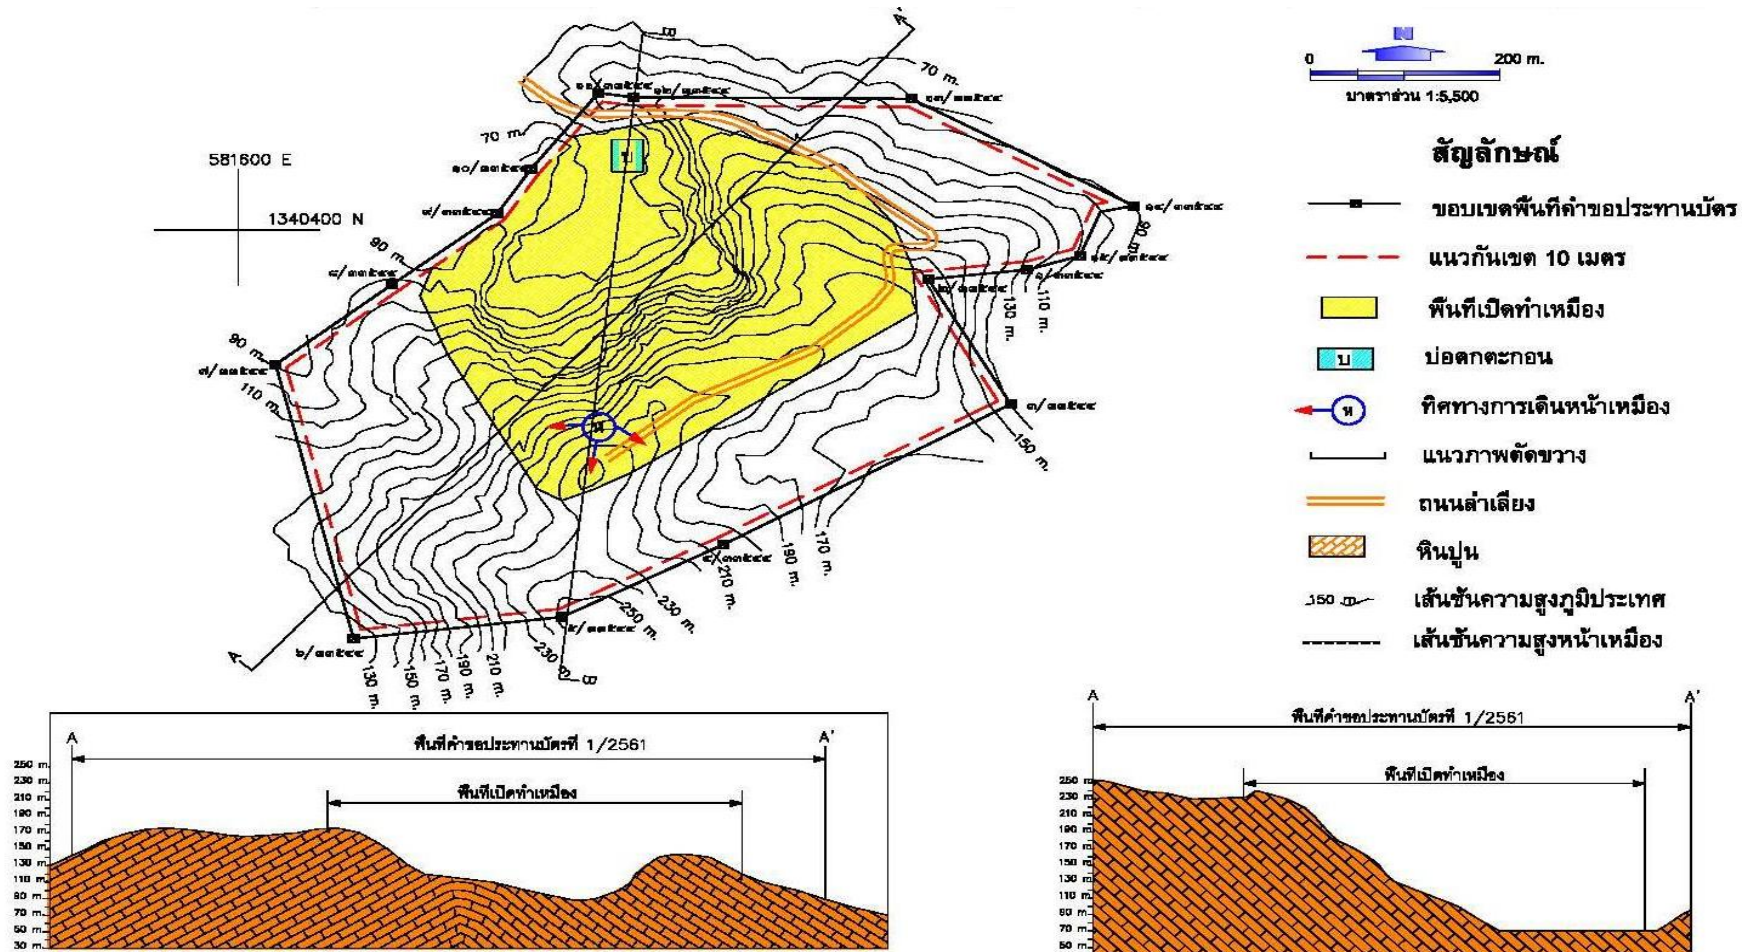 N
0 200 m.
มาตราส่วน 1:5,500
สัญลักษณ์
ขอบเขตพื้นที่คำขอประทานบัตร
แนวกันเขต 10 เมตร
พื้นที่เปิดทำเหมือง
บ
บ่อดักตะกอน
ห
ทิศทางการเดินหน้าเหมือง
แนวภาพตัดขวาง
ถนนลำเลียง
หินปูน
150 m.
เส้นชั้นความสูงภูมิประเทศ
เส้นชั้นความสูงหน้าเหมือง
B
A'
70 m.
70 m.
บ
581600 E
1340400 N
90 m.
90 m.
90 m.
110 m.
130 m.
110 m.
ห
150 m.
170 m.
190 m.
210 m.
230 m.
250 m.
A
130 m.
150 m.
170 m.
190 m.
210 m.
230 m.
B
A A'
พื้นที่คำขอประทานบัตรที่ 1/2561
พื้นที่เปิดทำเหมือง
250 m.
230 m.
210 m.
190 m.
170 m.
150 m.
130 m.
110 m.
90 m.
70 m.
50 m.
30 m.
A A'
พื้นที่คำขอประทานบัตรที่ 1/2561
พื้นที่เปิดทำเหมือง
250 m.
230 m.
210 m.
190 m.
170 m.
150 m.
130 m.
110 m.
90 m.
70 m.
50 m.